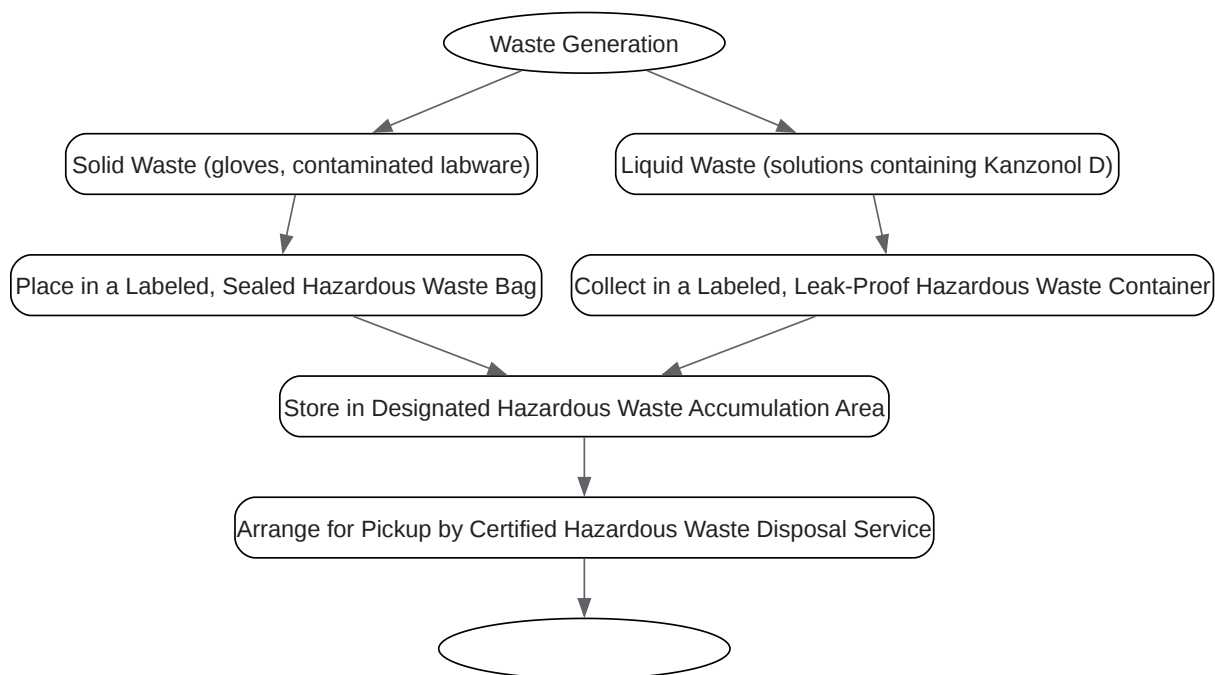 Waste Generation
Solid Waste (gloves, contaminated labware)
Liquid Waste (solutions containing Kanzonol D)
Place in a Labeled, Sealed Hazardous Waste Bag
Collect in a Labeled, Leak-Proof Hazardous Waste Container
Store in Designated Hazardous Waste Accumulation Area
Arrange for Pickup by Certified Hazardous Waste Disposal Service